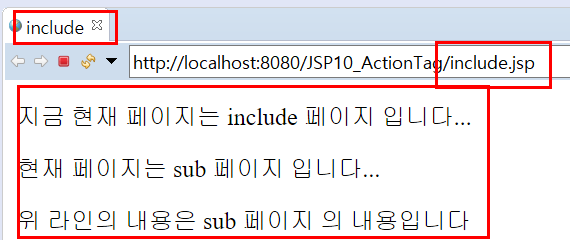 include
http://localhost:8080/JSP10_ActionTag/include.jsp
지금 현재 페이지는 include 페이지 입니다...
현재 페이지는 sub 페이지 입니다...
위 라인의 내용은 sub 페이지 의 내용입니다